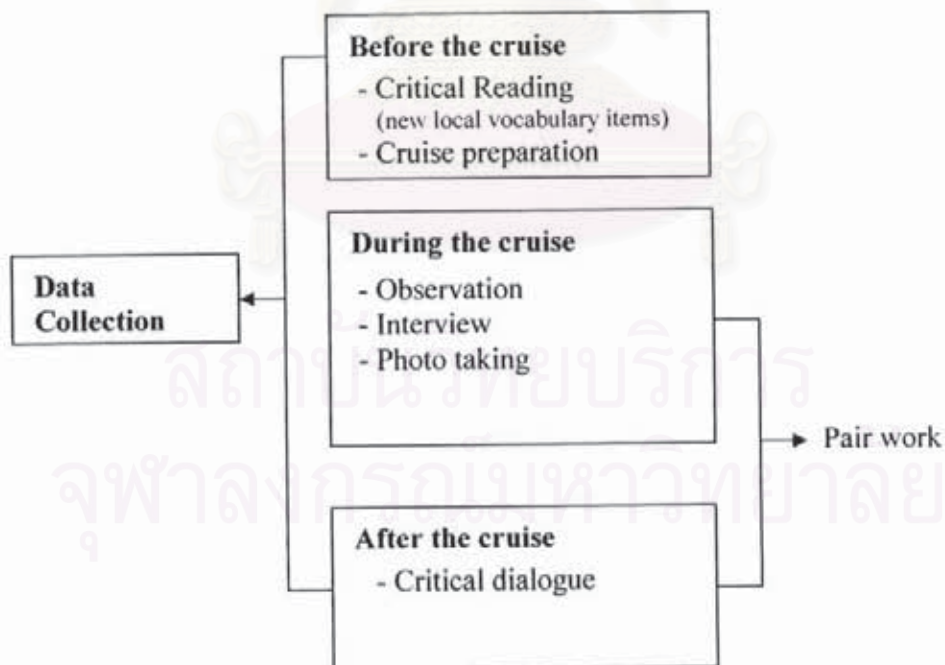 Before the cruise
- Critical Reading
(new local vocabulary items)
- Cruise preparation
During the cruise
- Observation
- Interview
- Photo taking
Data
Collection
Pair work
After the cruise
- Critical dialogue
สถาบันวิทยบริการ
จุฬาลงกรณ์มหาวิทยาลัย